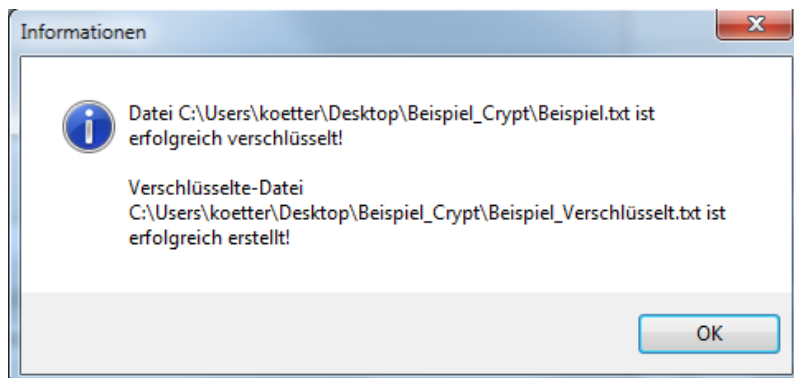 Informationen
Datei C:\Users\koetter\Desktop\Beispiel_Crypt\Beispiel.txt ist
erfolgreich verschlüsselt!
Verschlüsselte-Datei
C:\Users\koetter\Desktop\Beispiel_Crypt\Beispiel_Verschlüsselt.txt ist
erfolgreich erstellt!
OK